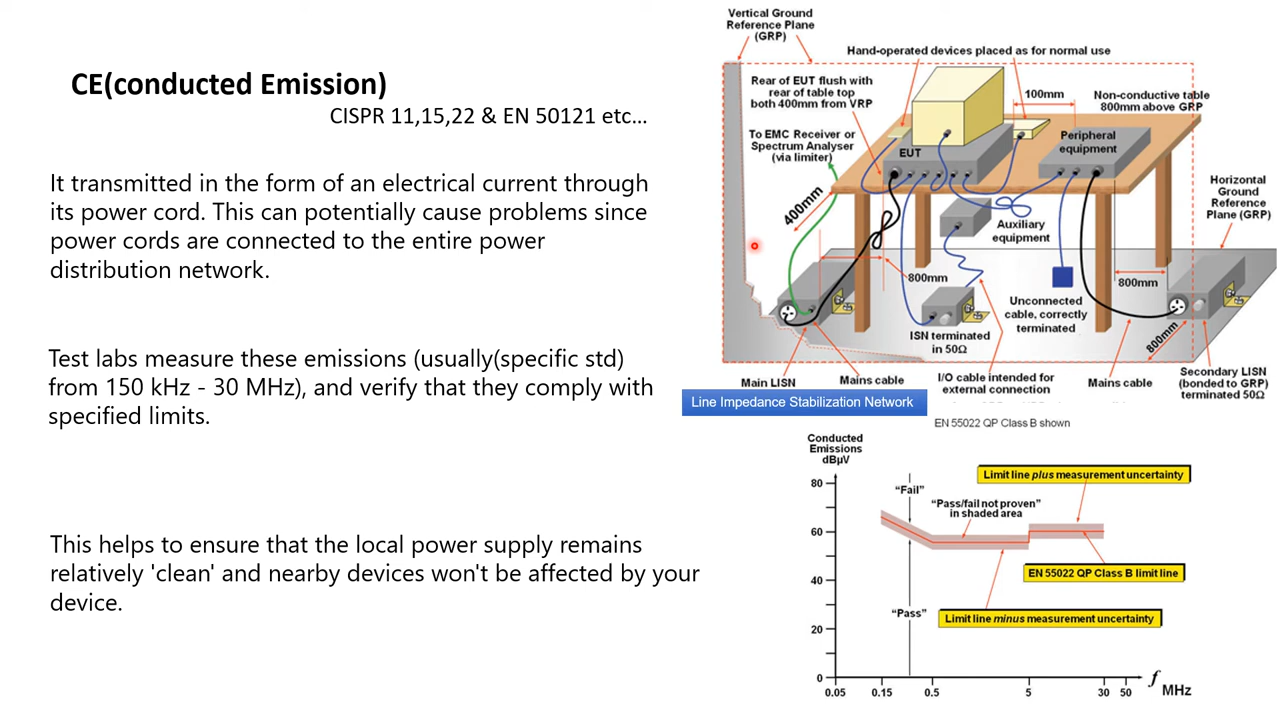 CE(conducted Emission)
CISPR 11,15,22 & EN 50121 etc...
It transmitted in the form of an electrical current through
its power cord. This can potentially cause problems since
power cords are connected to the entire power
distribution network.
Test labs measure these emissions (usually(specific std)
from 150 kHz - 30 MHz), and verify that they comply with
specified limits.
This helps to ensure that the local power supply remains
relatively 'clean' and nearby devices won't be affected by your
device.
Vertical Ground
Reference Plane
(GRP)
Hand-operated devices placed as for normal use
Rear of EUT flush with
rear of table top
both 400mm from VRP
100mm
Non-conductive table
800mm above GRP
To EMC Receiver or
Spectrum Analyser
(via limiter)
EUT
Peripheral
equipment
400mm
Horizontal
Ground
Reference
Plane (GRP)
Auxiliary
equipment
800mm
800mm
Unconnected
cable, correctly
terminated
ISN terminated
in 50Ω
800mm
Main LISN
Mains cable
I/O cable intended for
external connection
Mains cable
Secondary LISN
(bonded to GRP)
terminated 50Ω
Line Impedance Stabilization Network
EN 55022 QP Class B shown
Conducted
Emissions
dBµV
Limit line plus measurement uncertainty
80
"Fail"
"Pass/fail not proven"
in shaded area
60
EN 55022 QP Class B limit line
40
"Pass"
Limit line minus measurement uncertainty
20
0
0.05 0.15 0.5 5 30 50
f
MHz